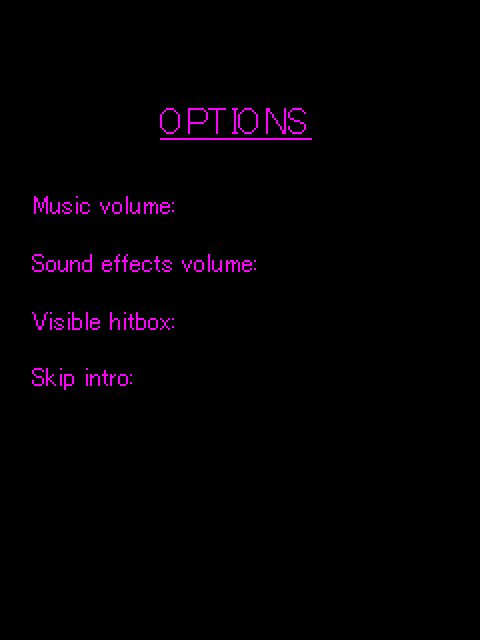 OPTIONS
Music volume:
Sound effects volume:
Visible hitbox:
Skip intro: